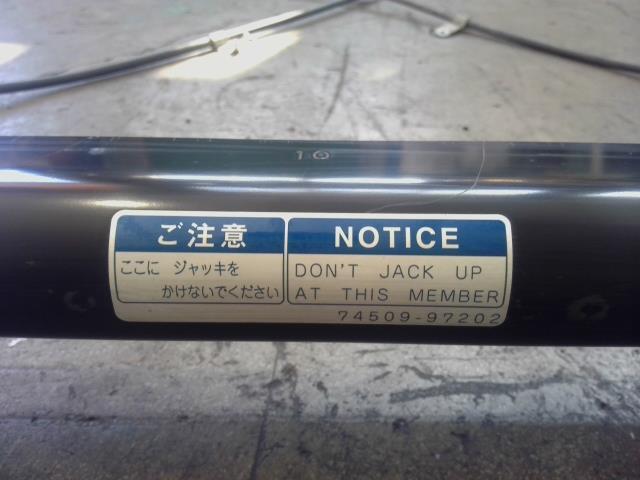 10
ご注意
ここに ジャッキを
かけないでください
NOTICE
DON'T JACK UP
AT THIS MEMBER
74509-97202